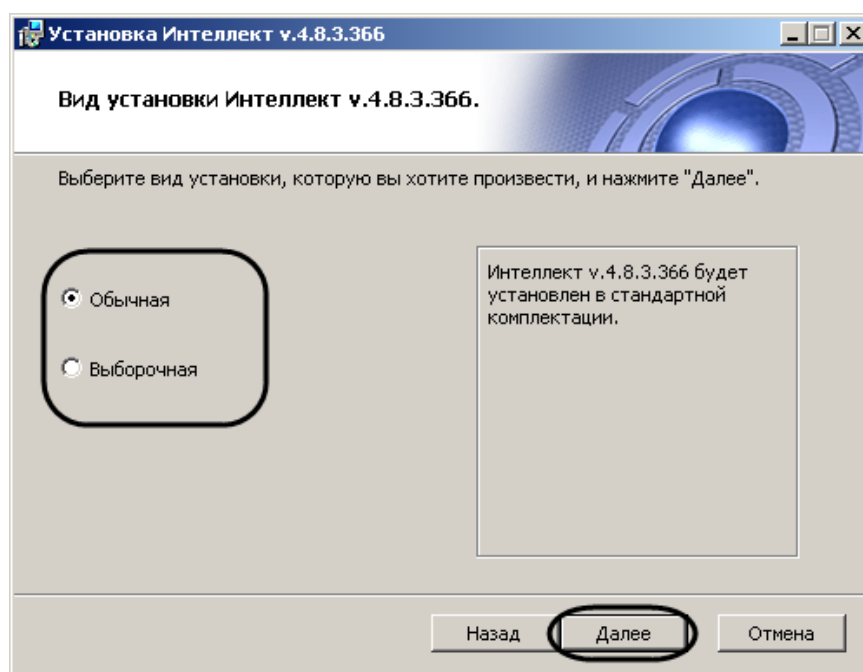 Установка Интеллект v.4.8.3.366
Вид установки Интеллект v.4.8.3.366.
Выберите вид установки, которую вы хотите произвести, и нажмите "Далее".
Обычная
Выборочная
Интеллект v.4.8.3.366 будет
установлен в стандартной
комплектации.
Назад
Далее
Отмена